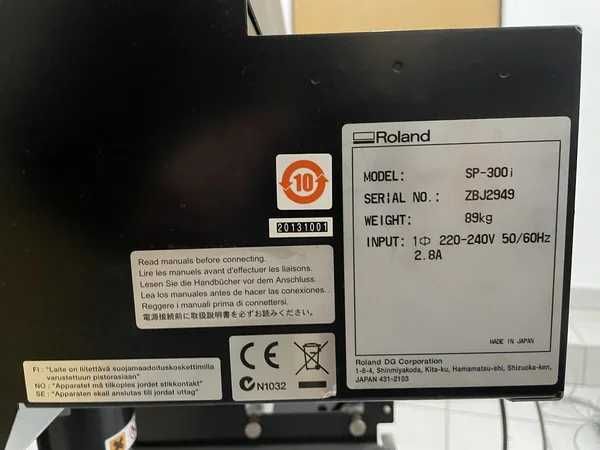 Roland
MODEL: SP-300i
SERIAL NO.: ZBJ2949
WEIGHT: 89kg
INPUT: 1Φ 220-240V 50/60Hz
2.8A
MADE IN JAPAN
Roland DG Corporation
1-6-4, Shinmiyakoda, Kita-ku, Hamamatsu-shi, Shizuoka-ken,
JAPAN 431-2103
10
20131001
Read manuals before connecting.
Lire les manuels avant d'effectuer les liaisons.
Lesen Sie die Handbücher vor dem Anschluss.
Lea los manuales antes de hacer las conexiones.
Reggere i manuali prima di connettersi.
電源接続前に取扱説明書を必ずお読みください。
FI : "Laite on liitettävä suojamaadoituskoskettimilla
varustettuun pistorasiaan"
NO : "Apparatet må tilkoples jordet stikkontakt"
SE : "Apparaten skall anslutas till jordat uttag"
CE
N1032